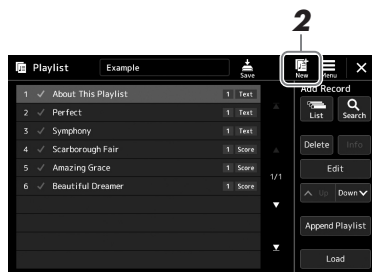 2
Playlist Example Save New Menu
Add Record
1 About This Playlist 1 Text
2 Perfect 1 Text
3 Symphony 1 Text
4 Scarborough Fair 1 Score
5 Amazing Grace 1 Score
6 Beautiful Dreamer 1 Score
List Search
Delete Info
1/1
Edit
Up Down
Append Playlist
Load